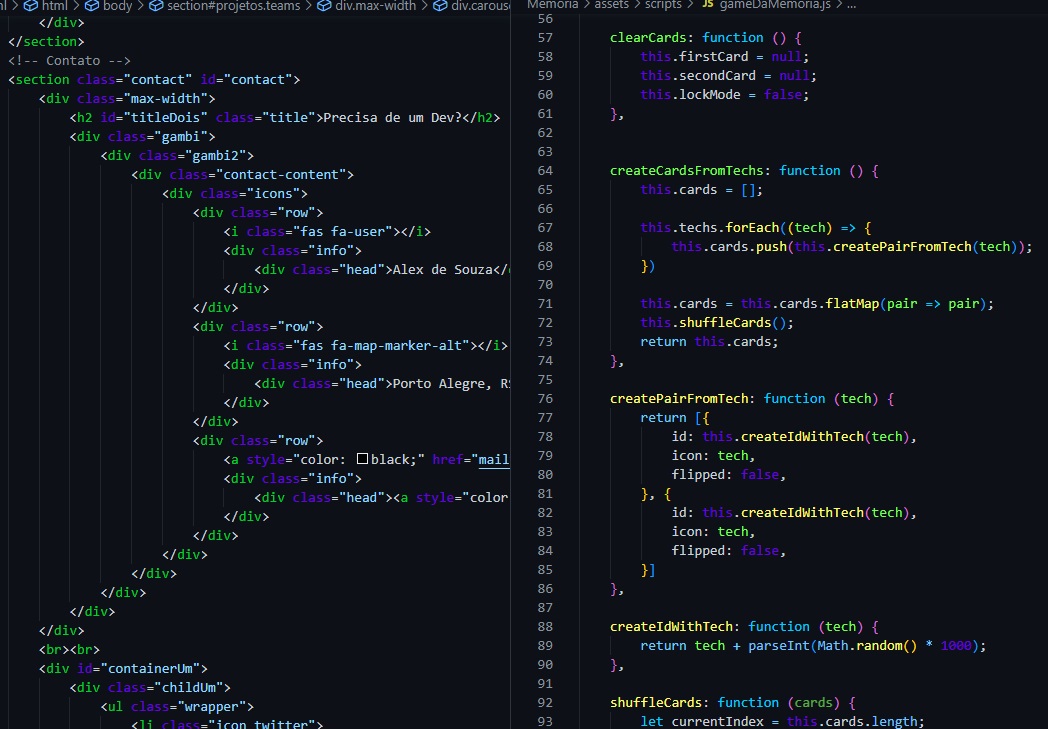 html > body > section#projetos.teams > div.max-width >
</div>
</section>
<!-- Contato -->
<section class="contact" id="contact">
<div class="max-width">
<h2 id="titleDois" class="title">Precisa de um Dev?</h2>
<div class="gambi">
<div class="gambi2">
<div class="contact-content">
<div class="icons">
<div class="row">
<i class="fas fa-user"></i>
<div class="info">
<div class="head">Alex de Souza</
</div>
</div>
<div class="row">
<i class="fas fa-map-marker-alt"></i>
<div class="info">
<div class="head">Porto Alegre,
</div>
</div>
<div class="row">
<a style="color: black;" href="mail
<div class="info">
<div class="head"><a style="color
</div>
</div>
</div>
</div>
</div>
</div>
</div>
<br><br>
<div id="containerUm">
<div class="childUm">
<ul class="wrapper">
<li class="icon twitter">
Memoria > assets > scripts > JS gameDaMemoria.js > ...
56
57 clearCards: function () {
58 this.firstCard = null;
59 this.secondCard = null;
60 this.lockMode = false;
61 },
62
63
64 createCardsFromTechs: function () {
65 this.cards = [];
66
67 this.techs.forEach((tech) => {
68 this.cards.push(this.createPairFromTech(tech));
69 })
70
71 this.cards = this.cards.flatMap(pair => pair);
72 this.shuffleCards();
73 return this.cards;
74 },
75
76 createPairFromTech: function (tech) {
77 return [{
78 id: this.createIdWithTech(tech),
79 icon: tech,
80 flipped: false,
81 }, {
82 id: this.createIdWithTech(tech),
83 icon: tech,
84 flipped: false,
85 }]
86 },
87
88 createIdWithTech: function (tech) {
89 return tech + parseInt(Math.random() * 1000);
90 },
91
92 shuffleCards: function (cards) {
93 let currentIndex = this.cards.length;